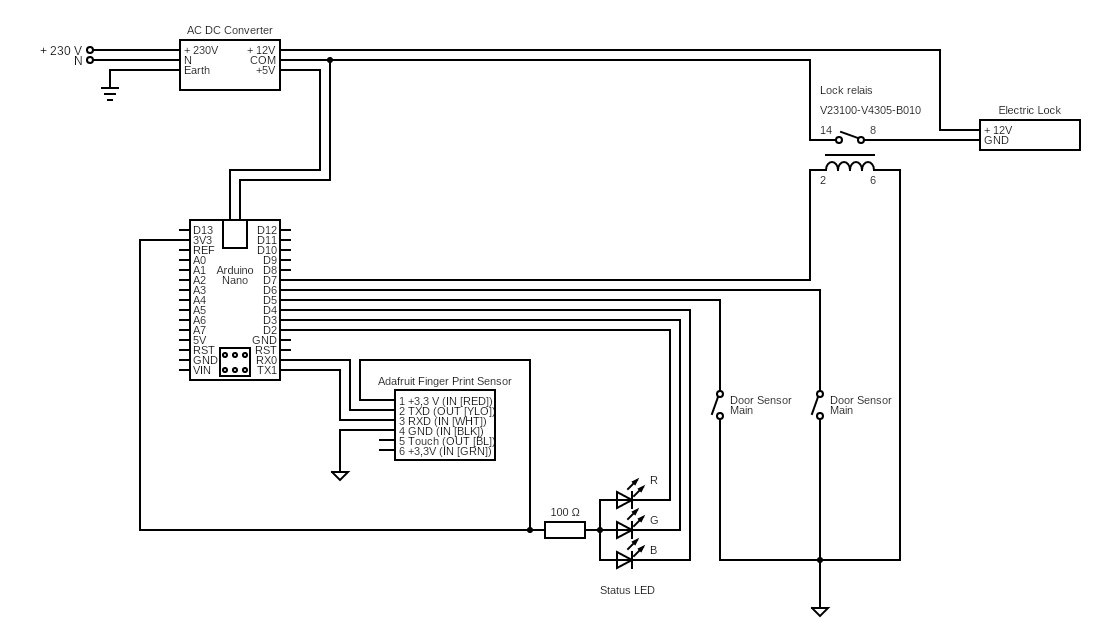 AC DC Converter
+ 230 V
N
+ 230V
N
Earth
+ 12V
COM
+5V
Lock relais
V23100-V4305-B010
14
8
2
6
Electric Lock
+ 12V
GND
D13
3V3
REF
A0
A1
A2
A3
A4
A5
A6
A7
5V
RST
GND
VIN
Arduino
Nano
D12
D11
D10
D9
D8
D7
D6
D5
D4
D3
D2
GND
RST
RX0
TX1
Adafruit Finger Print Sensor
1 +3,3 V (IN [RED])
2 TXD (OUT [YLO])
3 RXD (IN [WHT])
4 GND (IN [BLK])
5 Touch (OUT [BL])
6 +3,3V (IN [GRN])
Door Sensor
Main
Door Sensor
Main
100 Ω
R
G
B
Status LED